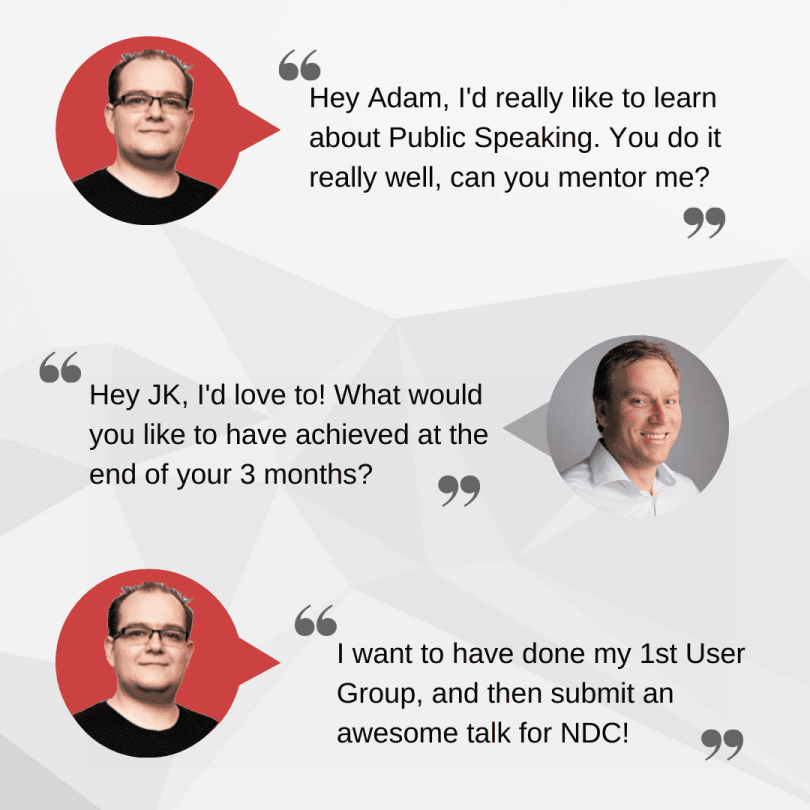 Hey Adam, I'd really like to learn
about Public Speaking. You do it
really well, can you mentor me?
Hey JK, I'd love to! What would
you like to have achieved at the
end of your 3 months?
I want to have done my 1st User
Group, and then submit an
awesome talk for NDC!